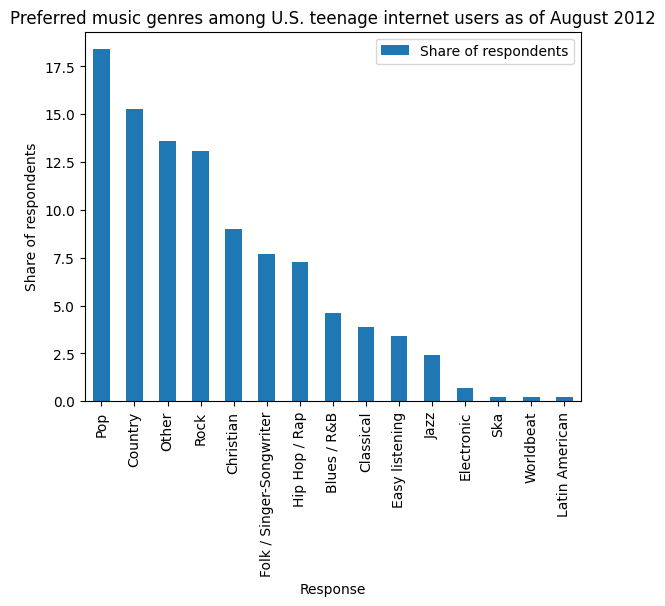 Preferred music genres among U.S. teenage internet users as of August 2012
Share of respondents
Share of respondents
17.5
15.0
12.5
10.0
7.5
5.0
2.5
0.0
Pop
Country
Other
Rock
Christian
Folk / Singer-Songwriter
Hip Hop / Rap
Blues / R&B
Classical
Easy listening
Jazz
Electronic
Ska
Worldbeat
Latin American
Response